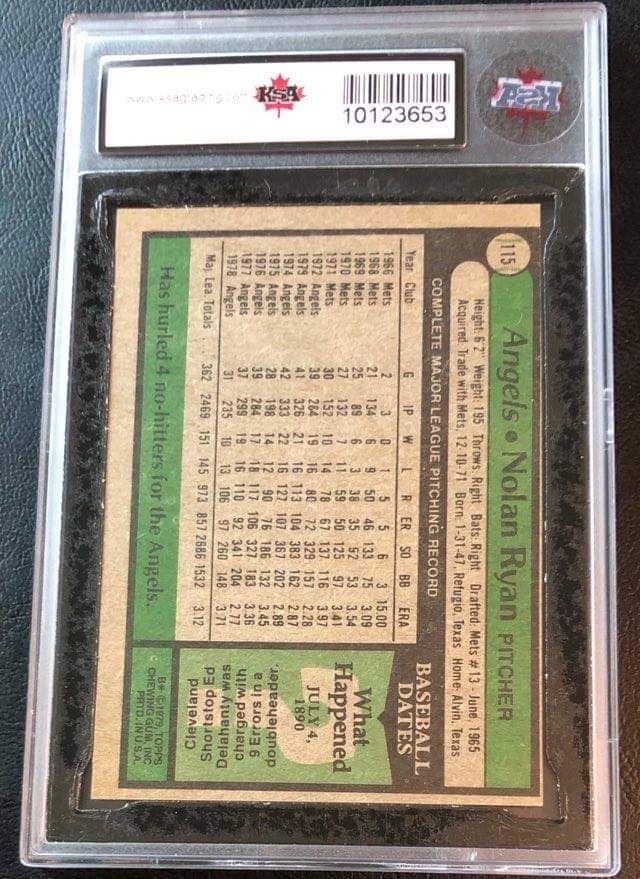 www.ksagrading.com
KSA
10123653
KSA
115
Angels • Nolan Ryan PITCHER
Height: 6'2" Weight: 195 Throws: Right Bats: Right Drafted: Mets #13 - June, 1965
Acquired: Trade with Mets, 12-10-71 Born: 1-31-47, Refugio, Texas Home: Alvin, Texas
COMPLETE MAJOR LEAGUE PITCHING RECORD
Year Club G IP W L R ER SO BB ERA
1966 Mets 2 3 0 1 5 5 6 3 15.00
1968 Mets 21 134 6 9 50 46 133 75 3.09
1969 Mets 25 89 6 3 38 35 92 53 3.54
1970 Mets 27 132 7 11 59 50 125 97 3.41
1971 Mets 30 152 10 14 78 67 137 116 3.97
1972 Angels 39 284 19 16 80 72 329 157 2.28
1973 Angels 41 326 21 16 113 104 383 162 2.87
1974 Angels 42 333 22 16 127 107 367 202 2.89
1975 Angels 28 198 14 12 90 76 186 132 3.45
1976 Angels 39 284 17 18 117 106 327 183 3.36
1977 Angels 37 299 19 16 110 92 341 204 2.77
1978 Angels 31 235 10 13 106 97 260 148 3.71
Maj. Lea. Totals ... 362 2469 151 145 973 857 2686 1532 3.12
Has hurled 4 no-hitters for the Angels.
BASEBALL
DATES
What
Happened
JULY 4,
1890
?
Cleveland
Shortstop Ed
Delahanty was
charged with
9 Errors in a
doubleheader.
B* © 1979 TOPPS
CHEWING GUM, INC.
PRTD. IN U.S.A.